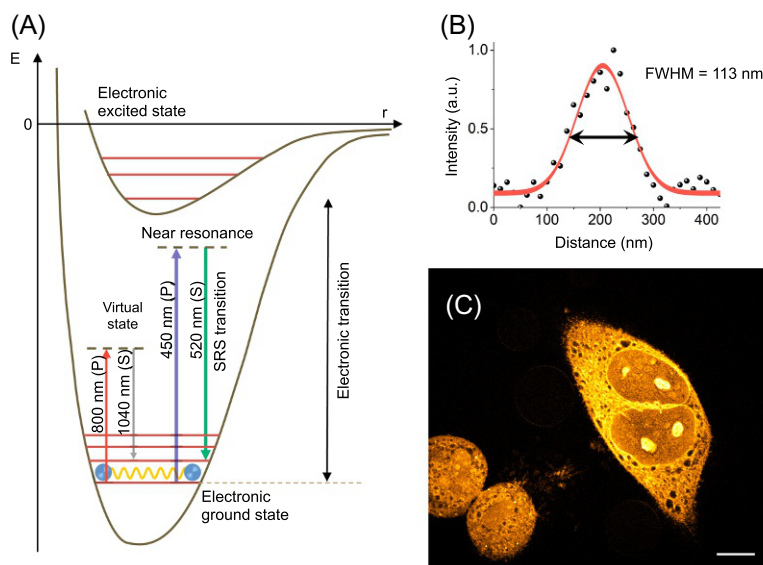 (A)
E
Electronic
excited state
r
0
Near resonance
Virtual
state
800 nm (P)
1040 nm (S)
450 nm (P)
520 nm (S)
SRS transition
Electronic transition
Electronic
ground state
(B)
1.0
0.5
0.0
Intensity (a.u.)
FWHM = 113 nm
0 100 200 300 400
Distance (nm)
(C)